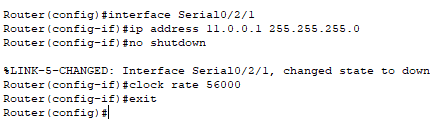 Router(config)#interface Serial0/2/1
Router(config-if)#ip address 11.0.0.1 255.255.255.0
Router(config-if)#no shutdown
%LINK-5-CHANGED: Interface Serial0/2/1, changed state to down
Router(config-if)#clock rate 56000
Router(config-if)#exit
Router(config)#